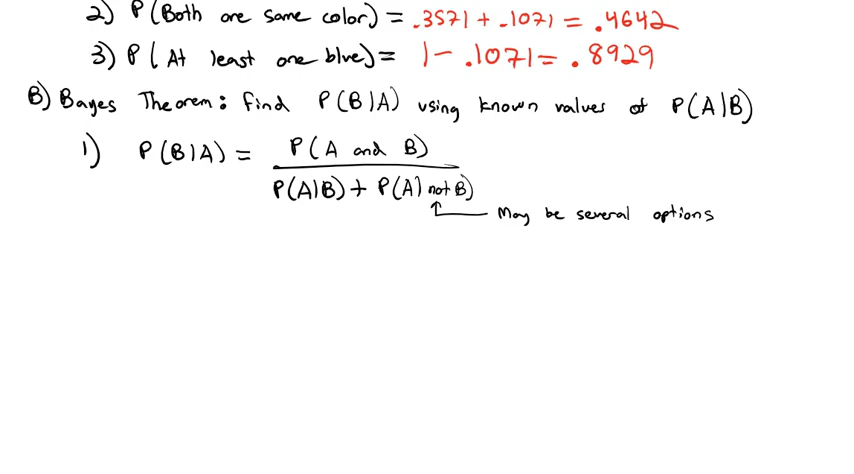 2) P(Both are same color) = .3571 + .1071 = .4642
3) P( At least one blue) = 1 - .1071 = .8929
B) Bayes Theorem: Find P(B|A) using known values of P(A|B)
1) P(B|A) = P( A and B)
P(A|B) + P(A| not B)
May be several options